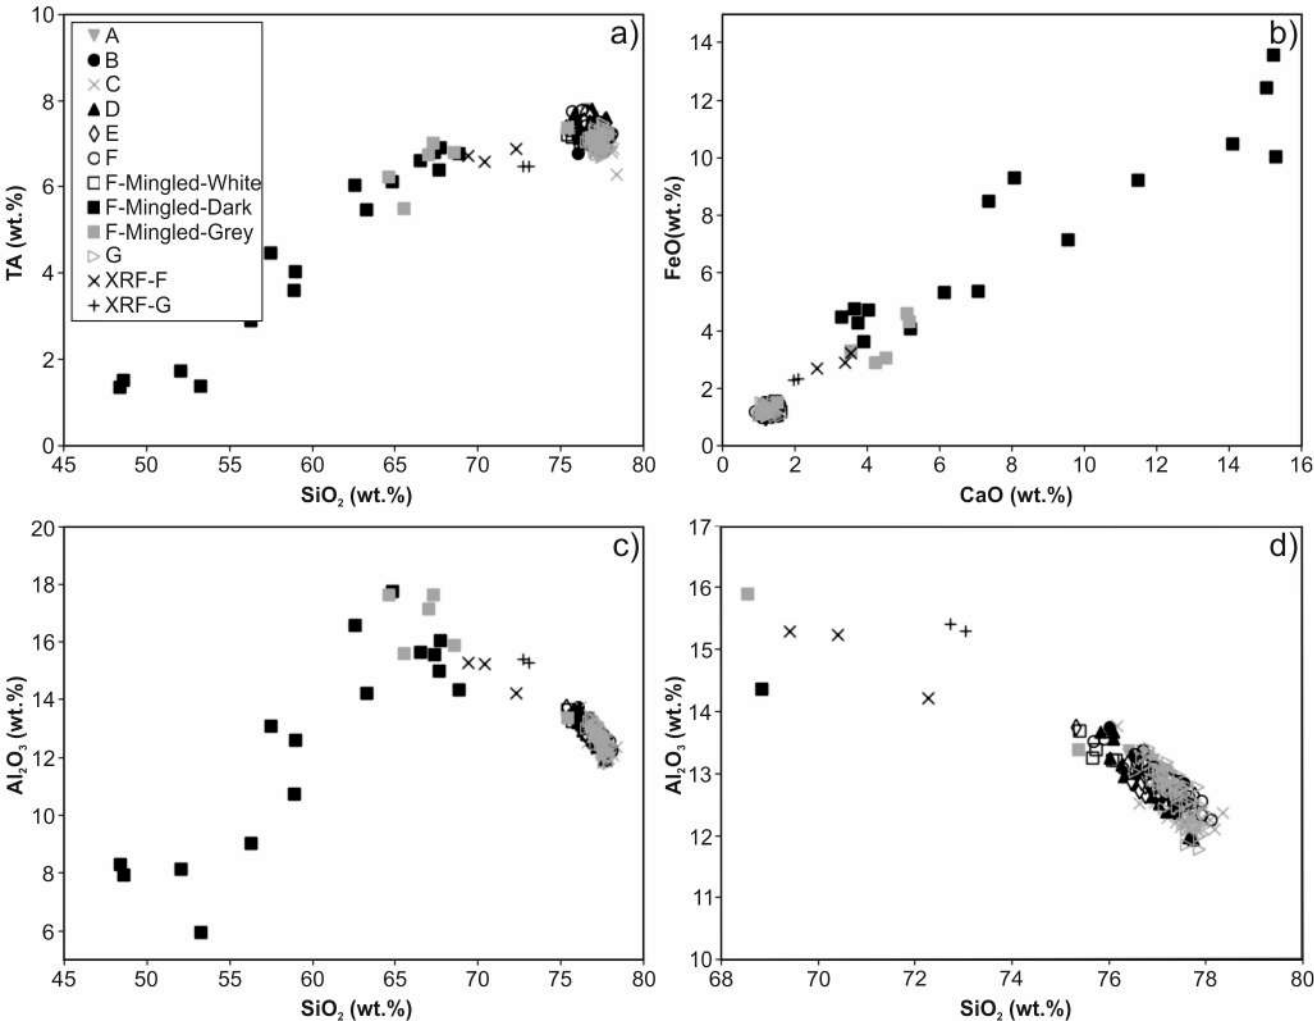 a)
10
8
6
4
2
0
TA (wt.%)
A
B
C
D
E
F
F-Mingled-White
F-Mingled-Dark
F-Mingled-Grey
G
XRF-F
XRF-G
45 50 55 60 65 70 75 80
SiO₂ (wt.%)
b)
14
12
10
8
6
4
2
0
FeO(wt.%)
0 2 4 6 8 10 12 14 16
CaO (wt.%)
c)
20
18
16
14
12
10
8
6
Al₂O₃ (wt.%)
45 50 55 60 65 70 75 80
SiO₂ (wt.%)
d)
17
16
15
14
13
12
11
10
Al₂O₃ (wt.%)
68 70 72 74 76 78 80
SiO₂ (wt.%)